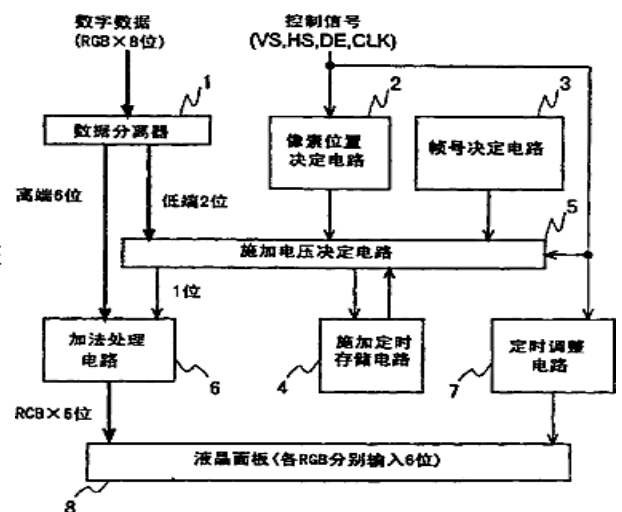 数字数据
(RGB×8位)
控制信号
(VS,HS,DE,CLK)
1
数据分离器
2
像素位置
决定电路
3
帧号决定电路
高端6位
低端2位
5
施加电压决定电路
1位
加法处理
电路
6
施加定时
存储电路
4
定时调整
电路
7
RCB×6位
液晶面板(各RGB分别输入6位)
8